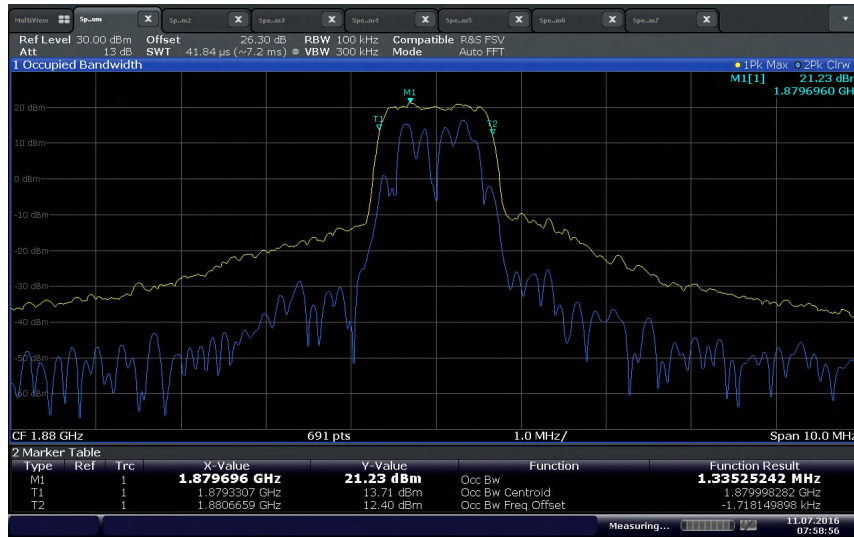 MultiView Sp...um Sp...m2 Spe...m3 Spe...m4 Spe...m5 Spe...m6 Spe...m7
Ref Level 30.00 dBm Offset 26.30 dB RBW 100 kHz Compatible R&S FSV
Att 13 dB SWT 41.84 µs (~7.2 ms) VBW 300 kHz Mode Auto FFT
1 Occupied Bandwidth 1Pk Max 2Pk Clrw
M1[1] 21.23 dBr
1.8796960 GH
M1
20 dBm
T1
T2
10 dBm
0 dBm
-10 dBm
-20 dBm
-30 dBm
-40 dBm
-50 dBm
-60 dBm
CF 1.88 GHz 691 pts 1.0 MHz/ Span 10.0 MH
2 Marker Table
Type Ref Trc X-Value Y-Value Function Function Result
M1 1 1.879696 GHz 21.23 dBm Occ Bw 1.33525242 MHz
T1 1 1.8793307 GHz 13.71 dBm Occ Bw Centroid 1.879998282 GHz
T2 1 1.8806659 GHz 12.40 dBm Occ Bw Freq Offset -1.718149898 kHz
Measuring... 11.07.2016
07:58:56